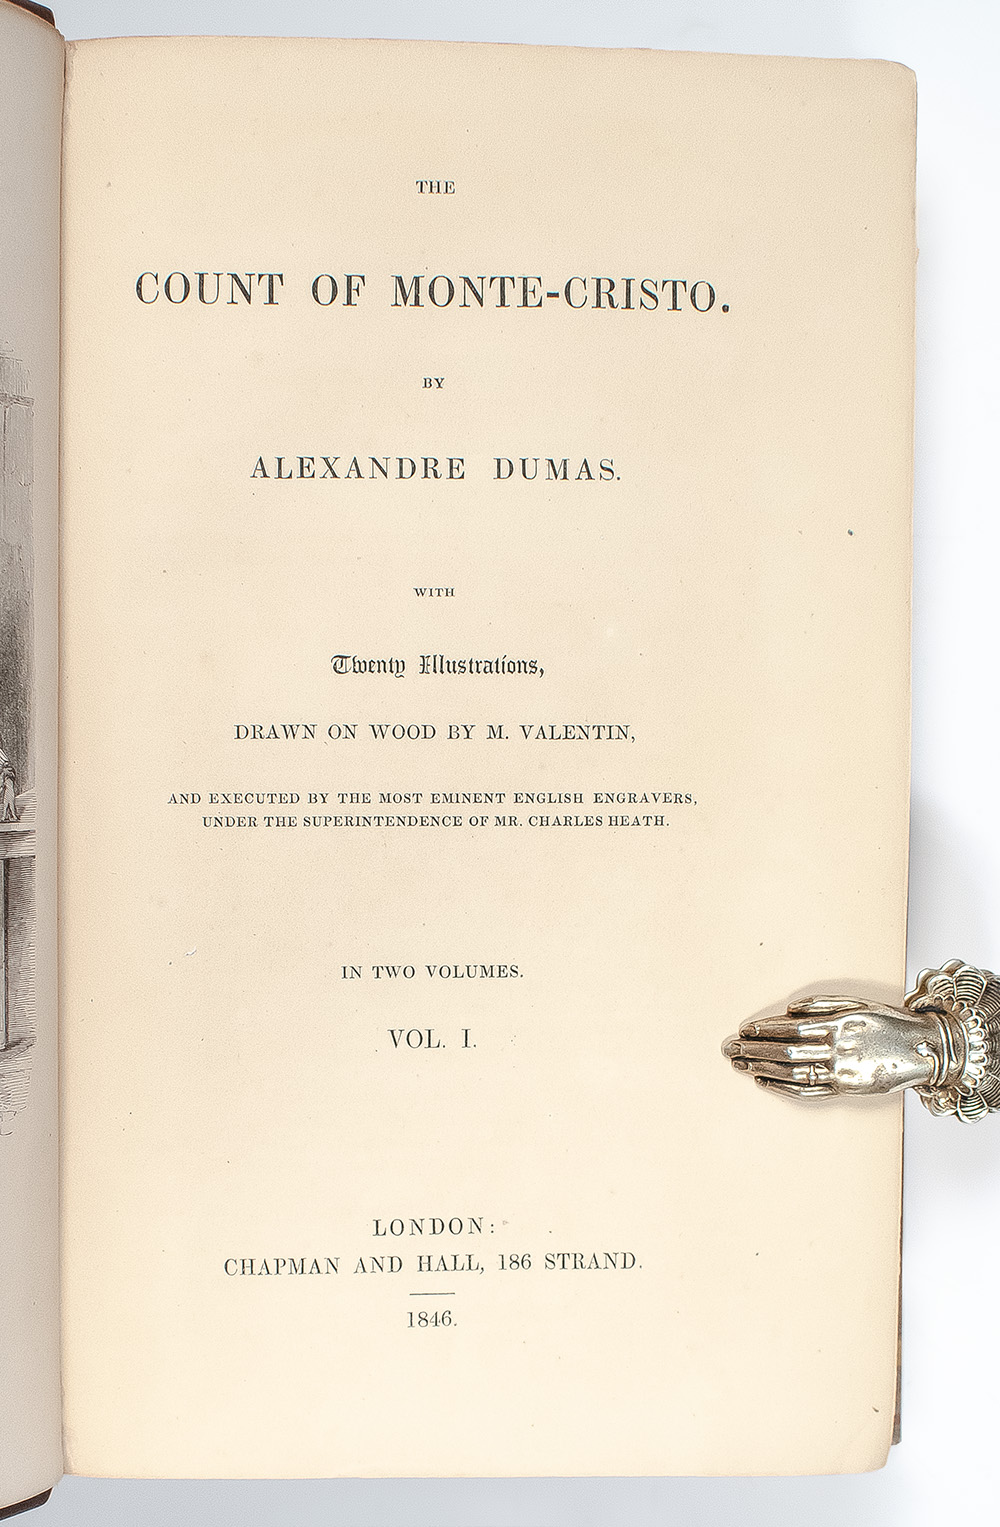 THE
COUNT OF MONTE-CRISTO.
BY
ALEXANDRE DUMAS.
WITH
Twenty Illustrations,
DRAWN ON WOOD BY M. VALENTIN,
AND EXECUTED BY THE MOST EMINENT ENGLISH ENGRAVERS,
UNDER THE SUPERINTENDENCE OF MR. CHARLES HEATH.
IN TWO VOLUMES.
VOL. I.
LONDON:
CHAPMAN AND HALL, 186 STRAND.
1846.